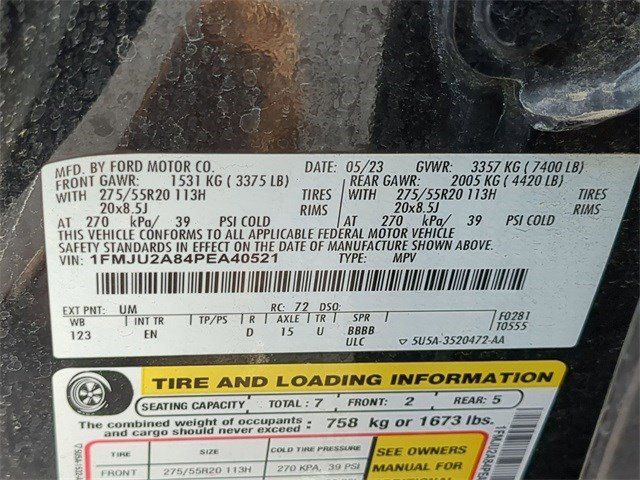 MFD. BY FORD MOTOR CO.
DATE: 05/23 GVWR: 3357 KG (7400 LB)
FRONT GAWR: 1531 KG (3375 LB) REAR GAWR: 2005 KG (4420 LB)
WITH 275/55R20 113H TIRES WITH 275/55R20 113H TIRES
20x8.5J RIMS 20x8.5J RIMS
AT 270 kPa/ 39 PSI COLD AT 270 kPa/ 39 PSI COLD
THIS VEHICLE CONFORMS TO ALL APPLICABLE FEDERAL MOTOR VEHICLE
SAFETY STANDARDS IN EFFECT ON THE DATE OF MANUFACTURE SHOWN ABOVE.
VIN: 1FMJU2A84PEA40521 TYPE: MPV
EXT PNT: UM RC: 72 DSO: F0281
WB INT TR TP/PS R AXLE TR SPR T0555
123 EN D 15 U BBBB
ULC ▽ 5U5A-3520472-AA
TIRE AND LOADING INFORMATION
SEATING CAPACITY TOTAL : 7 FRONT: 2 REAR: 5
The combined weight of occupants
and cargo should never exceed : 758 kg or 1673 lbs.
SIZE COLD TIRE PRESSURE
FRONT 275/55R20 113H 270 KPA, 39 PSI
SEE OWNERS
MANUAL FOR